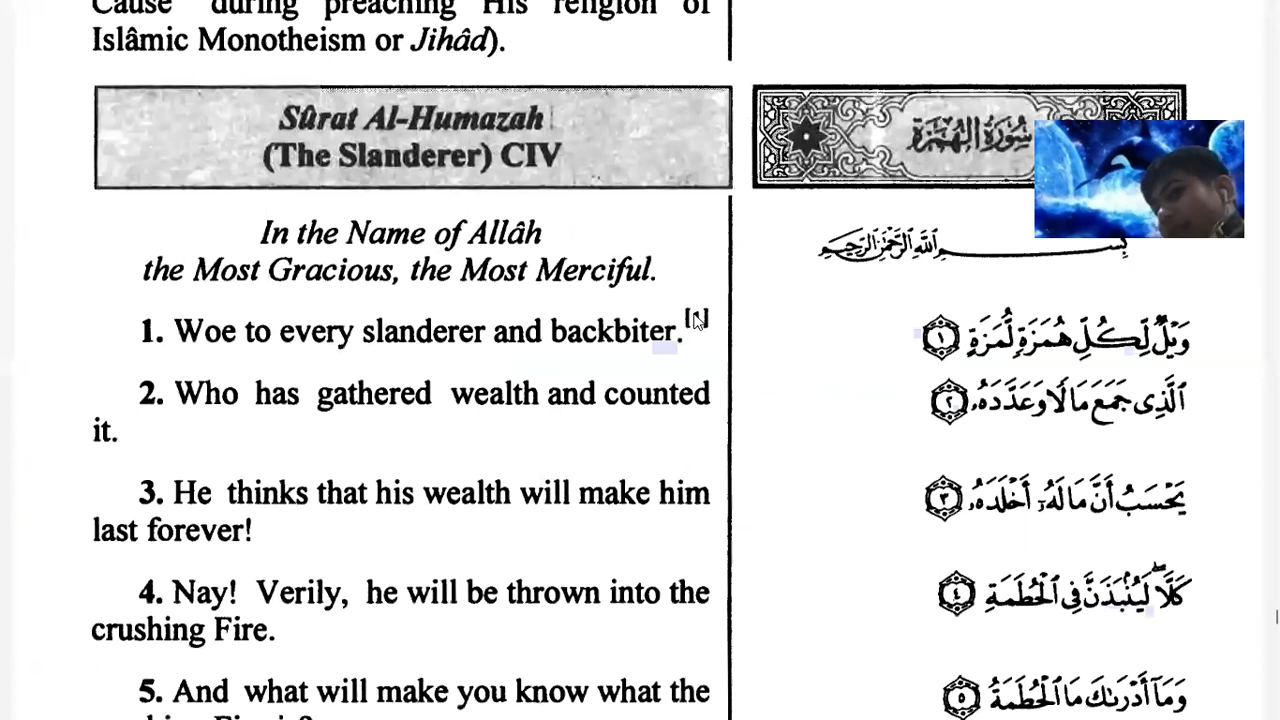 Cause" during preaching His religion of
Islâmic Monotheism or Jihâd).
Sûrat Al-Humazah
(The Slanderer) CIV
سُورَةُ الهُمَزَة
In the Name of Allâh
the Most Gracious, the Most Merciful.
بِسْمِ اللَّهِ الرَّحْمَٰنِ الرَّحِيمِ
1. Woe to every slanderer and backbiter.[1]
وَيْلٌ لِّكُلِّ هُمَزَةٍ لُّمَزَةٍ ١
2. Who has gathered wealth and counted
it.
ٱلَّذِى جَمَعَ مَالًا وَعَدَّدَهُۥ ٢
3. He thinks that his wealth will make him
last forever!
يَحْسَبُ أَنَّ مَالَهُۥٓ أَخْلَدَهُۥ ٣
4. Nay! Verily, he will be thrown into the
crushing Fire.
كَلَّا ۖ لَيُنۢبَذَنَّ فِى ٱلْحُطَمَةِ ٤
5. And what will make you know what the
وَمَآ أَدْرَىٰكَ مَا ٱلْحُطَمَةُ ٥